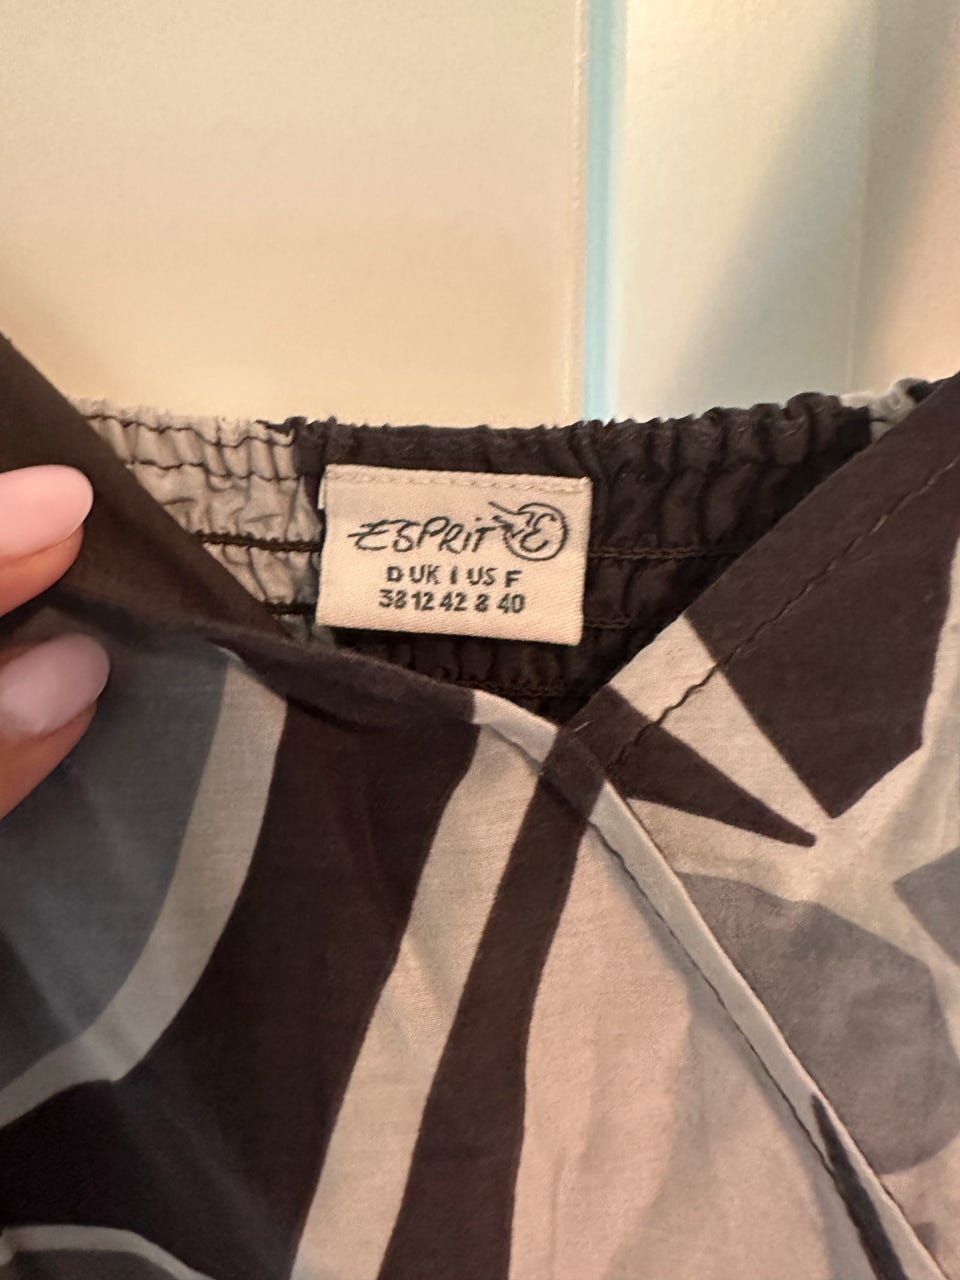 ESPRIT E
D UK I US F
38 12 42 8 40